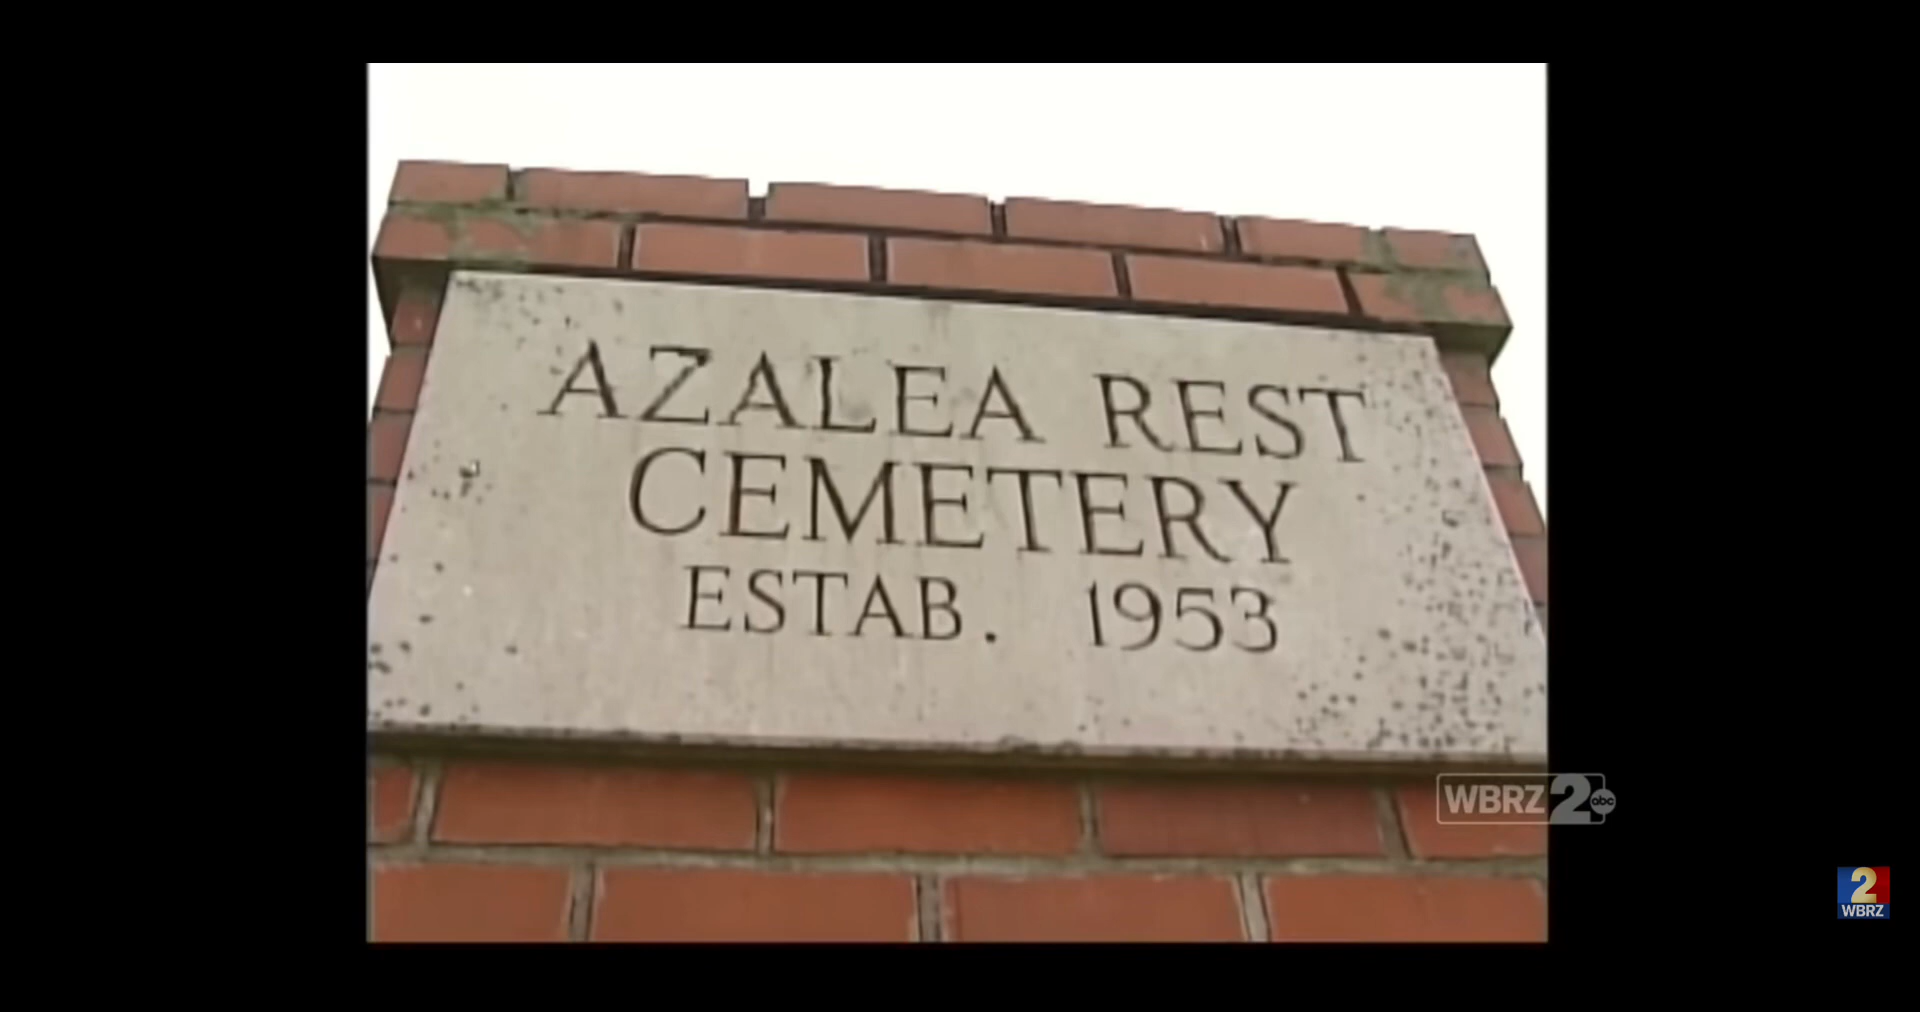 AZALEA REST
CEMETERY
ESTAB. 1953
WBRZ 2 abc
2
WBRZ